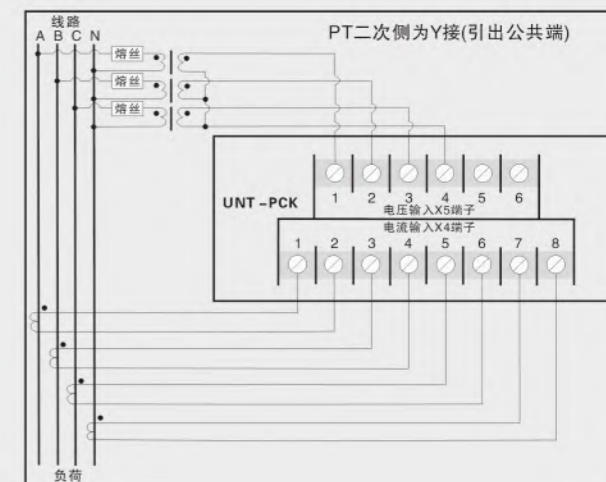 线路
PT二次侧为Y接(引出公共端)
A B C N
熔丝
熔丝
熔丝
UNT-PCK
1 2 3 4 5 6
电压输入X5端子
电流输入X4端子
1 2 3 4 5 6 7 8
负荷